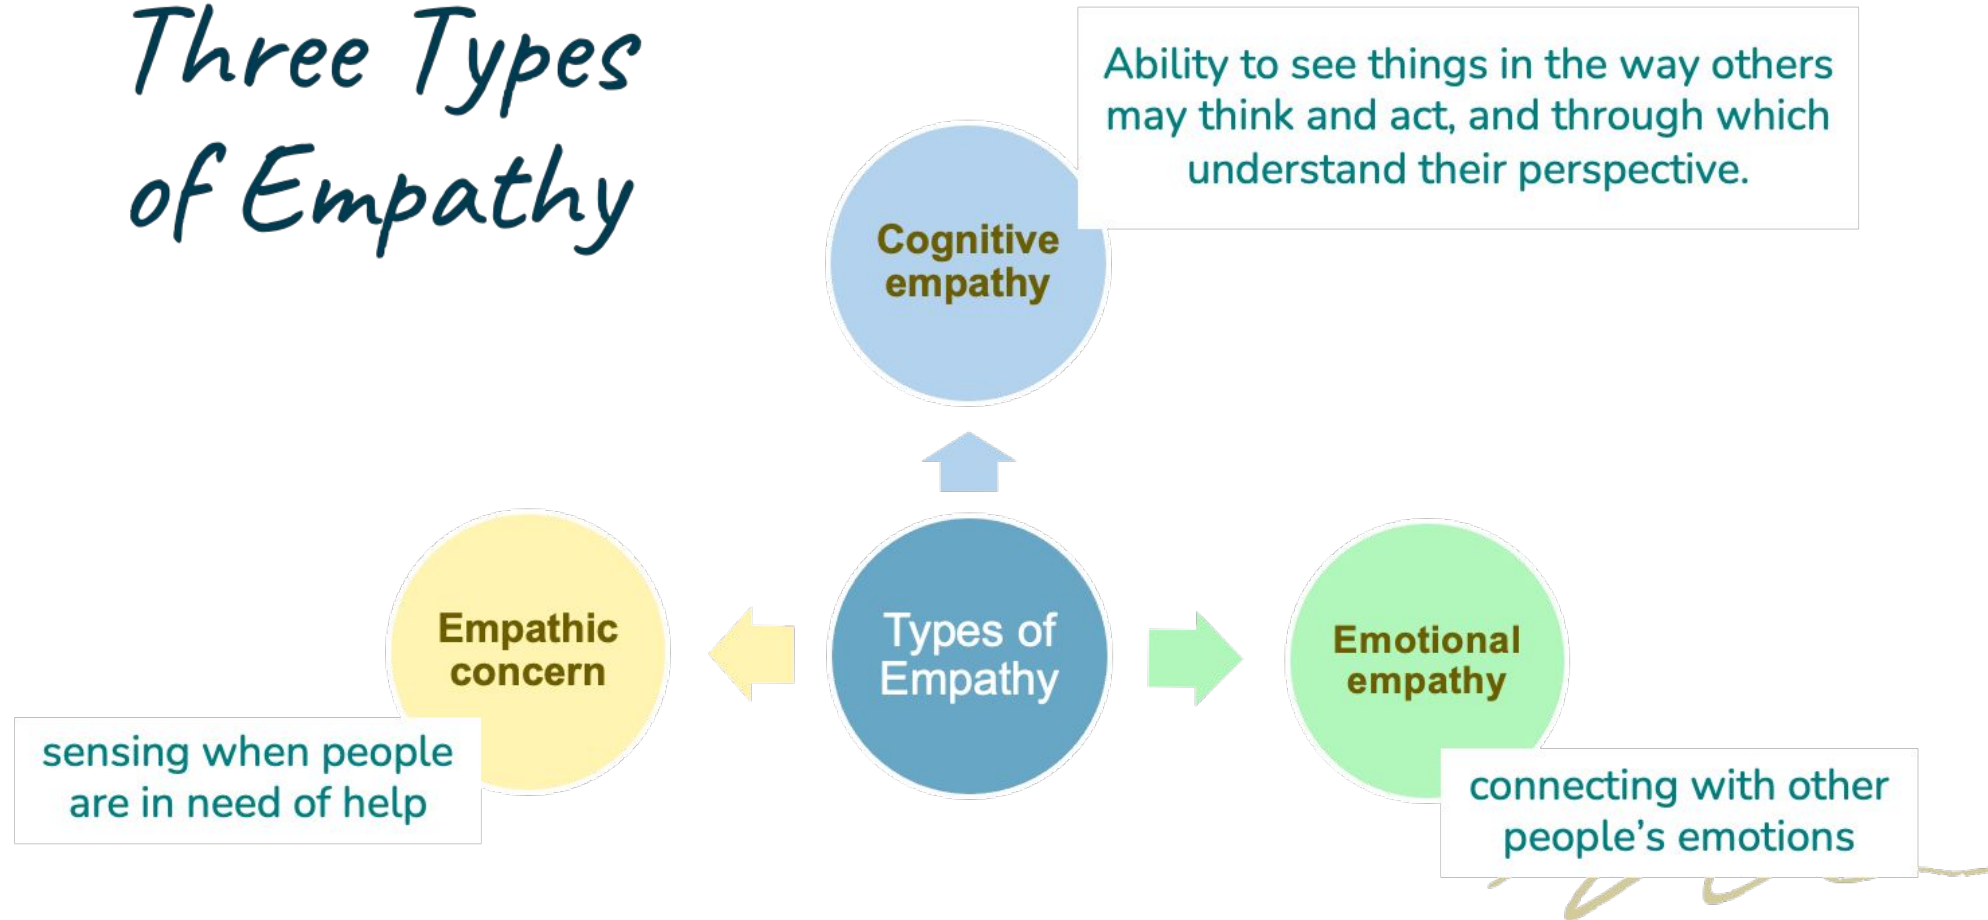 Three Types
of Empathy
Ability to see things in the way others
may think and act, and through which
understand their perspective.
Cognitive
empathy
Empathic
concern
sensing when people
are in need of help
Types of
Empathy
Emotional
empathy
connecting with other
people’s emotions